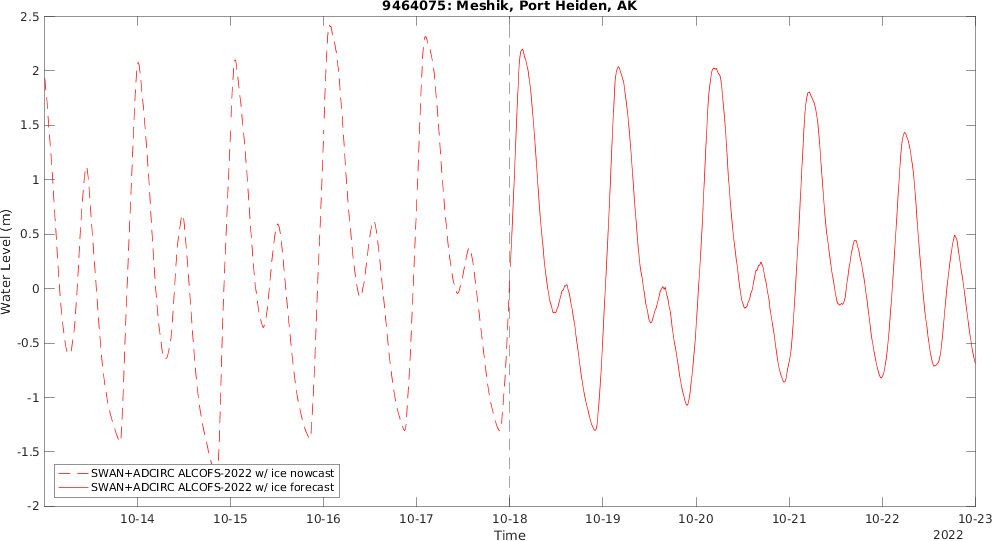 9464075: Meshik, Port Heiden, AK
2.5
2
1.5
1
0.5
0
-0.5
-1
-1.5
-2
Water Level (m)
SWAN+ADCIRC ALCOFS-2022 w/ ice nowcast
SWAN+ADCIRC ALCOFS-2022 w/ ice forecast
10-14 10-15 10-16 10-17 10-18 10-19 10-20 10-21 10-22 10-23
Time
2022